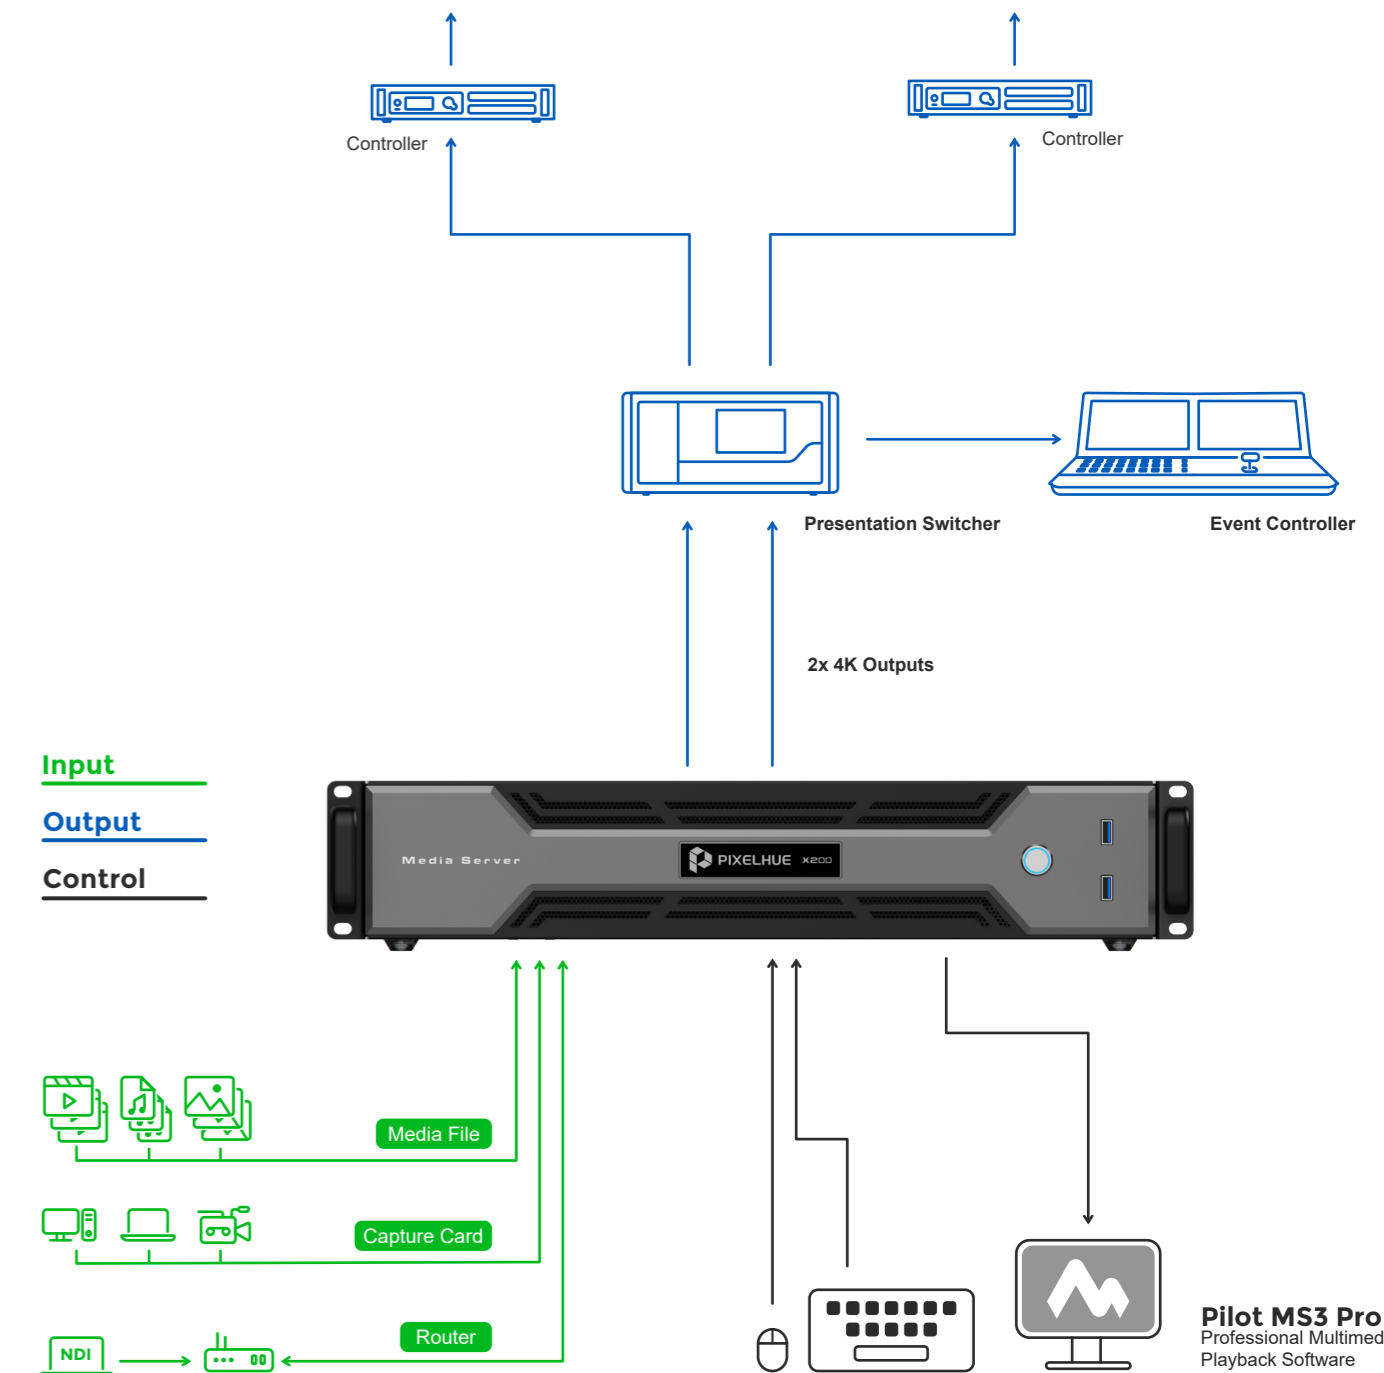 Controller
Controller
Presentation Switcher
Event Controller
2x 4K Outputs
Input
Output
Control
Media Server
PIXELHUE X200
Media File
Capture Card
Router
NDI
Pilot MS3 Pro
Professional Multimed
Playback Software